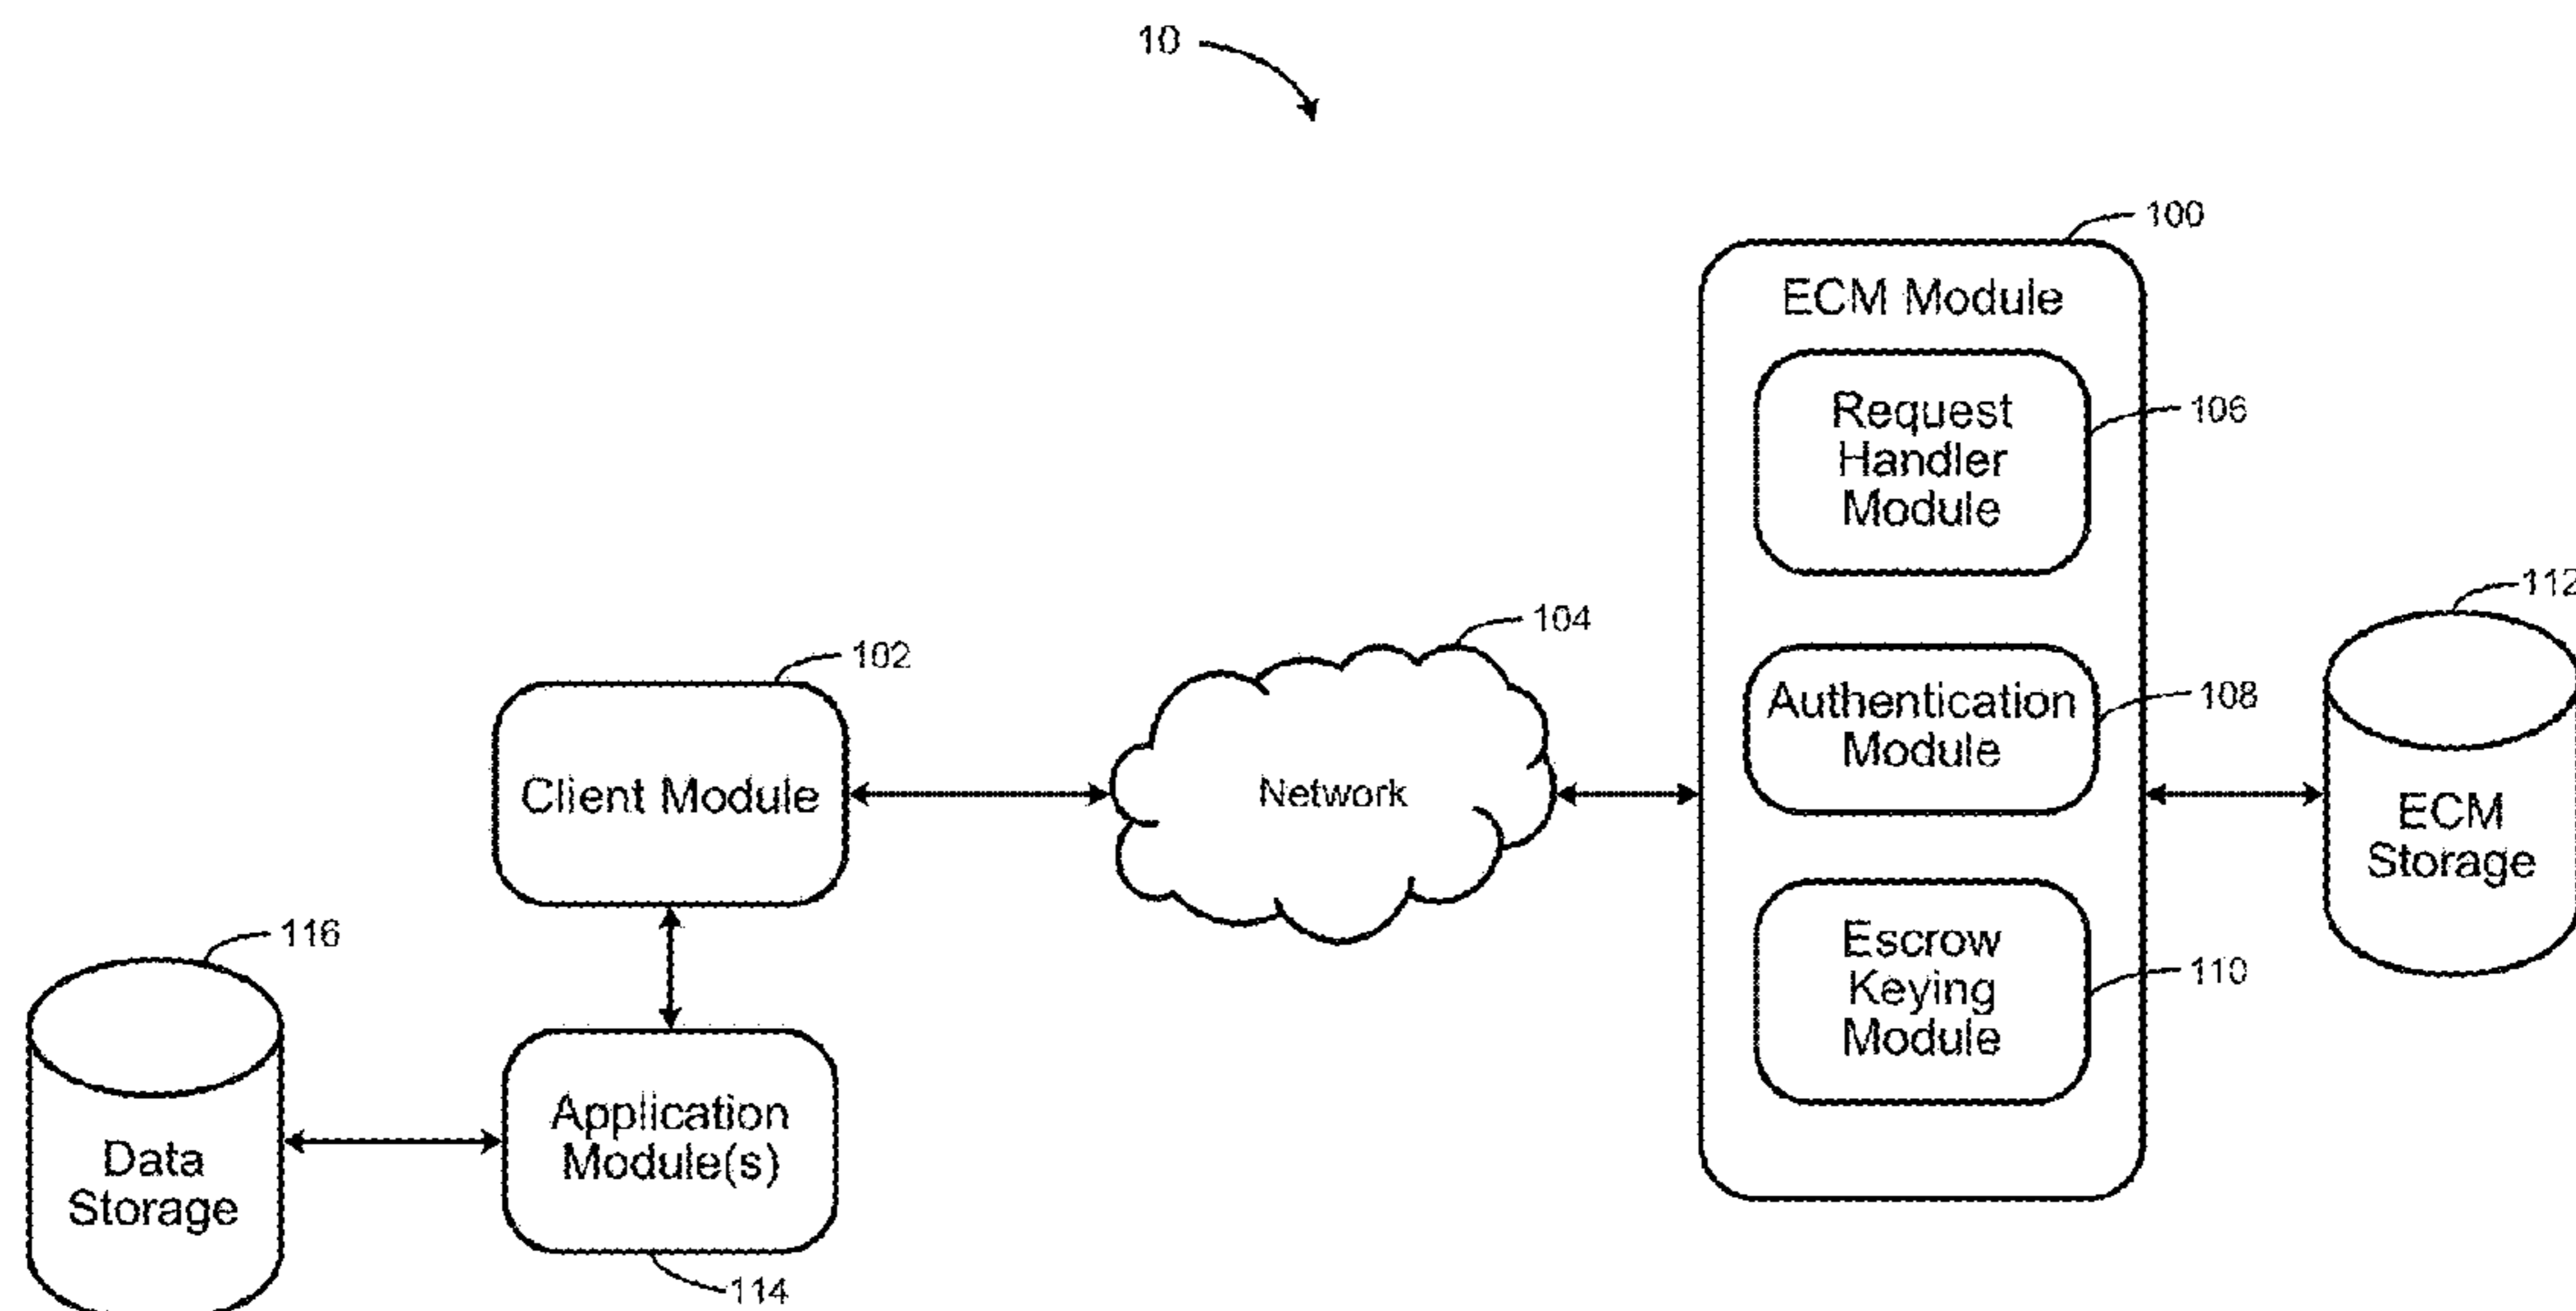 10
100
ECM Module
Request
Handler
Module
106
112
104
102
Authentication
Module
108
Client Module
Network
ECM
Storage
116
Escrow
Keying
Module
110
Application
Module(s)
Data
Storage
114